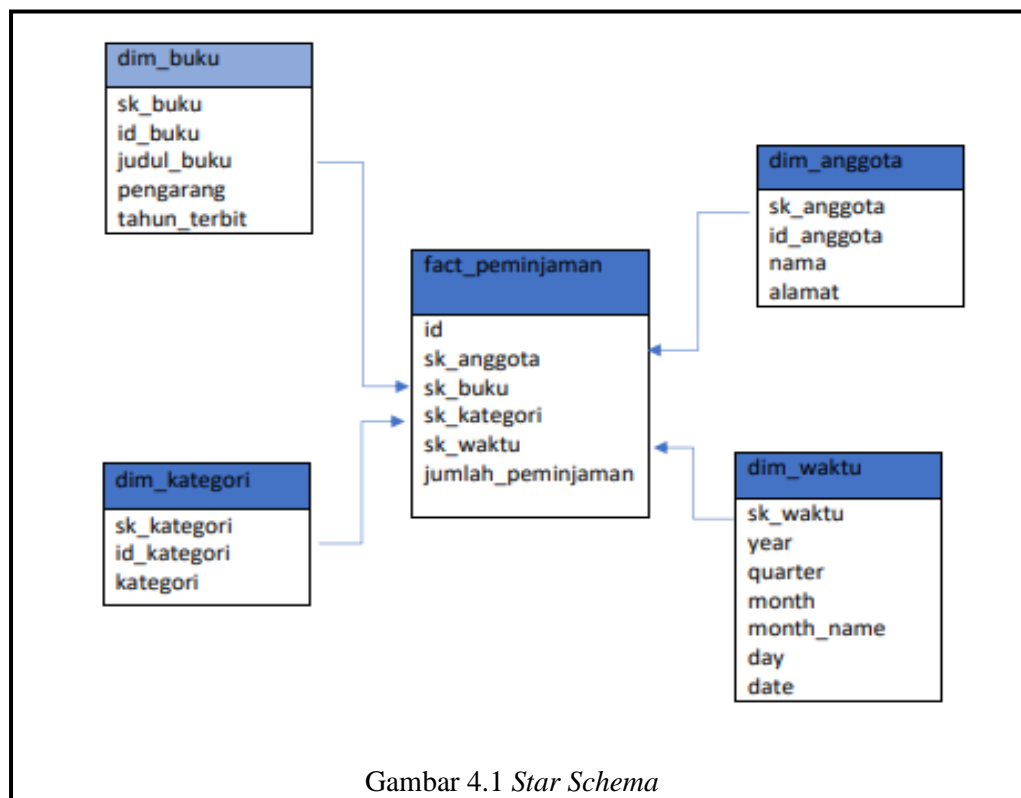 dim_buku
sk_buku
id_buku
judul_buku
pengarang
tahun_terbit
dim_anggota
sk_anggota
id_anggota
nama
alamat
fact_peminjaman
id
sk_anggota
sk_buku
sk_kategori
sk_waktu
jumlah_peminjaman
dim_kategori
sk_kategori
id_kategori
kategori
dim_waktu
sk_waktu
year
quarter
month
month_name
day
date
Gambar 4.1 Star Schema